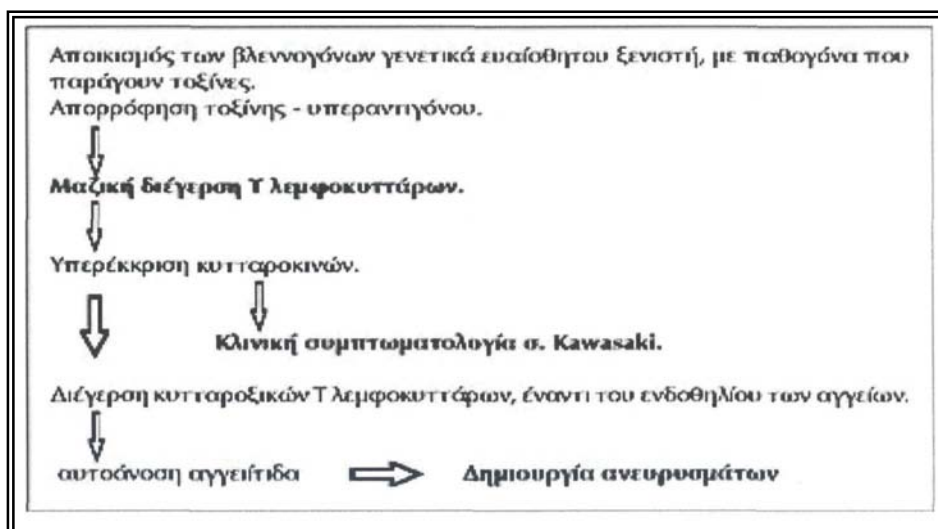 Αποικισμός των βλεννογόνων γενετικά ευαίσθητου ξενιστή, με παθογόνα που
παράγουν τοξίνες.
Απορρόφηση τοξίνης - υπεραντιγόνου.
Μαζική διέγερση Τ λεμφοκυττάρων.
Υπερέκκριση κυτταροκινών.
Κλινική συμπτωματολογία σ. Kawasaki.
Διέγερση κυτταροξικών Τ λεμφοκυττάρων, έναντι του ενδοθηλίου των αγγείων.
αυτοάνοση αγγειίτιδα
Δημιουργία ανευρυσμάτων